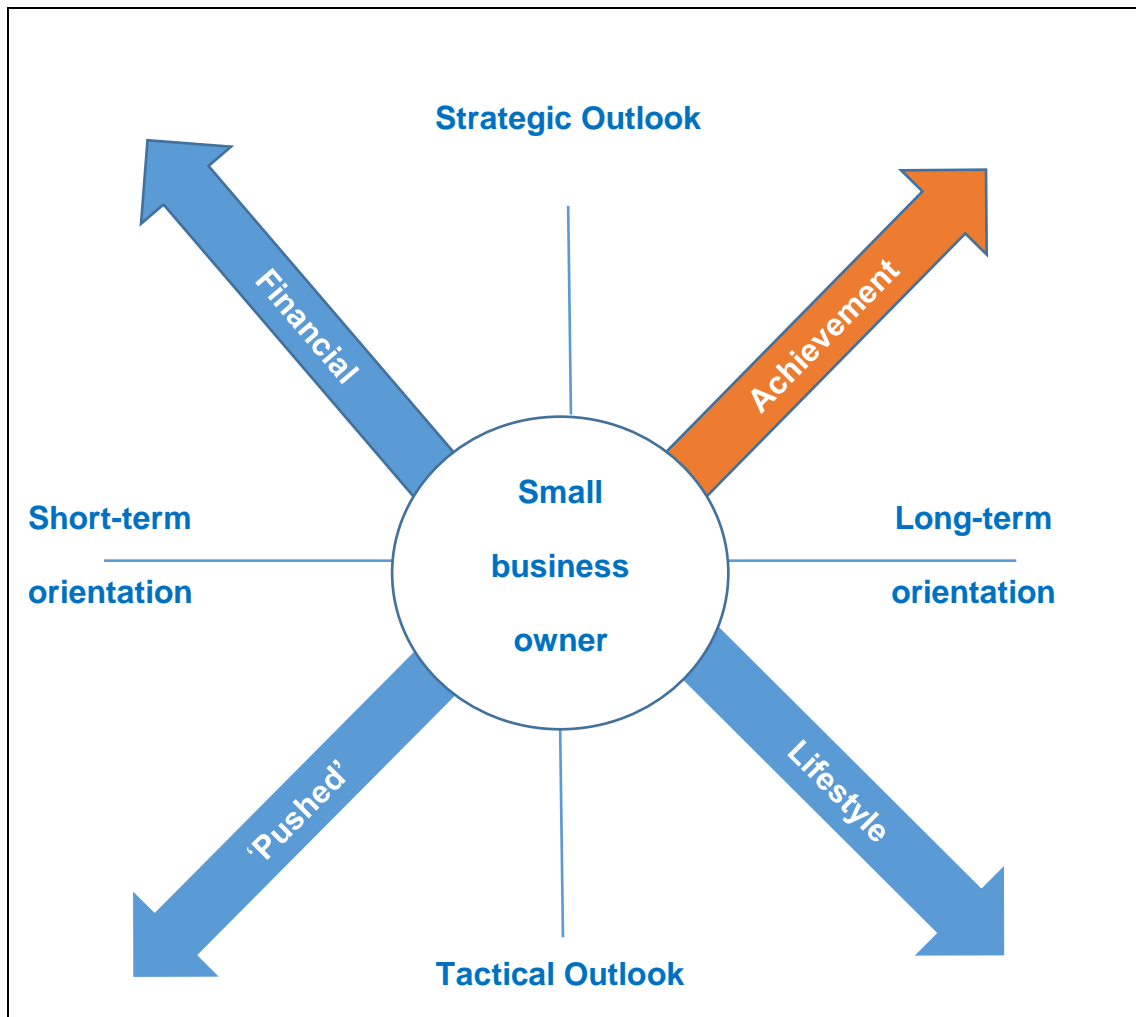 Strategic Outlook
Financial
Achievement
Small
business
owner
Short-term
orientation
Long-term
orientation
‘Pushed’
Lifestyle
Tactical Outlook